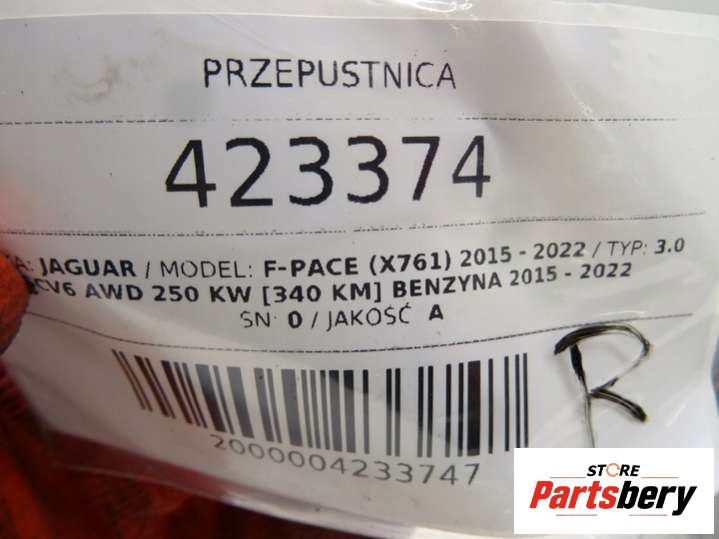 PRZEPUSTNICA
423374
JAGUAR / MODEL: F-PACE (X761) 2015 - 2022 / TYP: 3.0
CV6 AWD 250 KW [340 KM] BENZYNA 2015 - 2022
SN: 0 / JAKOŚĆ A
R
2000004233747
STORE
Partsbery